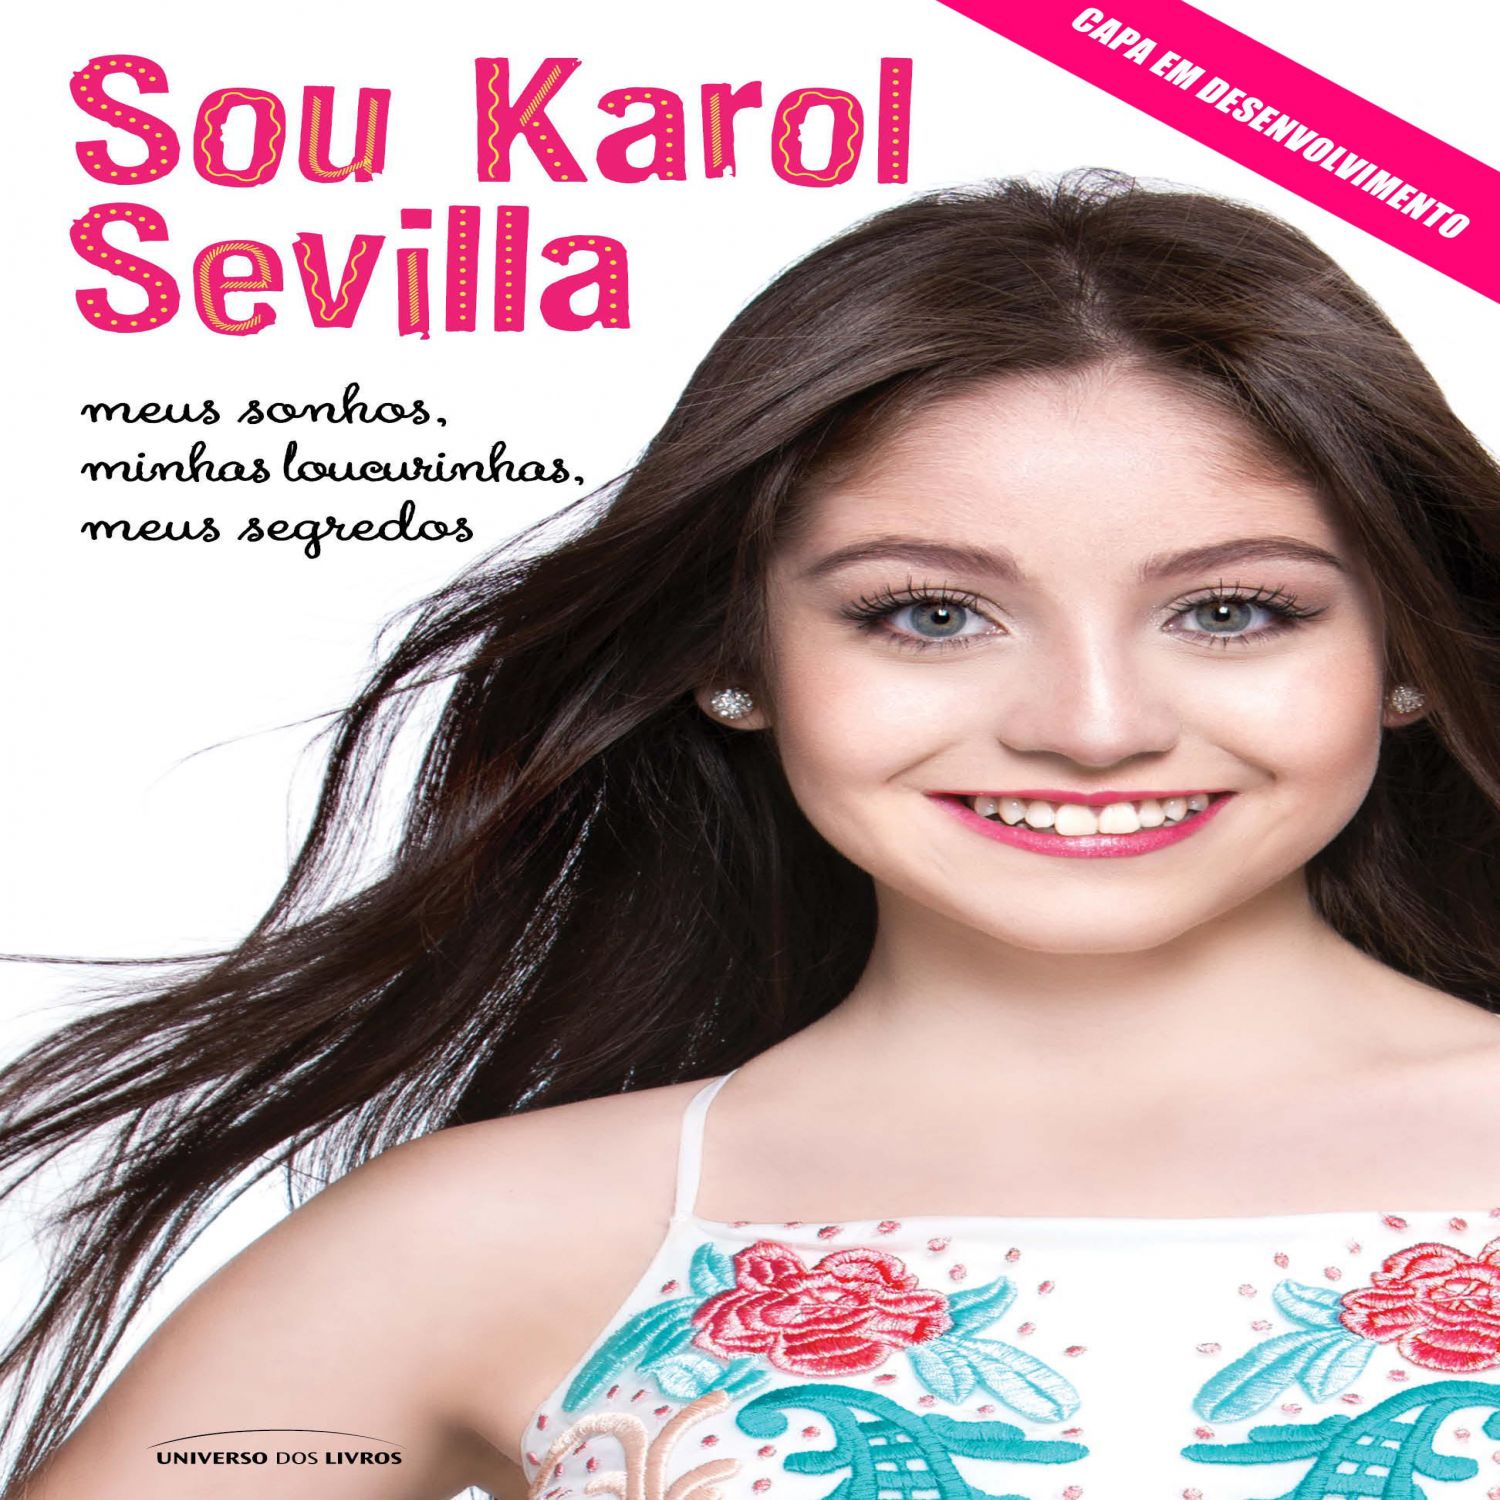 CAPA EM DESENVOLVIMENTO
Sou Karol
Sevilla
meus sonhos,
minhas loucurinhas,
meus segredos
UNIVERSO DOS LIVROS